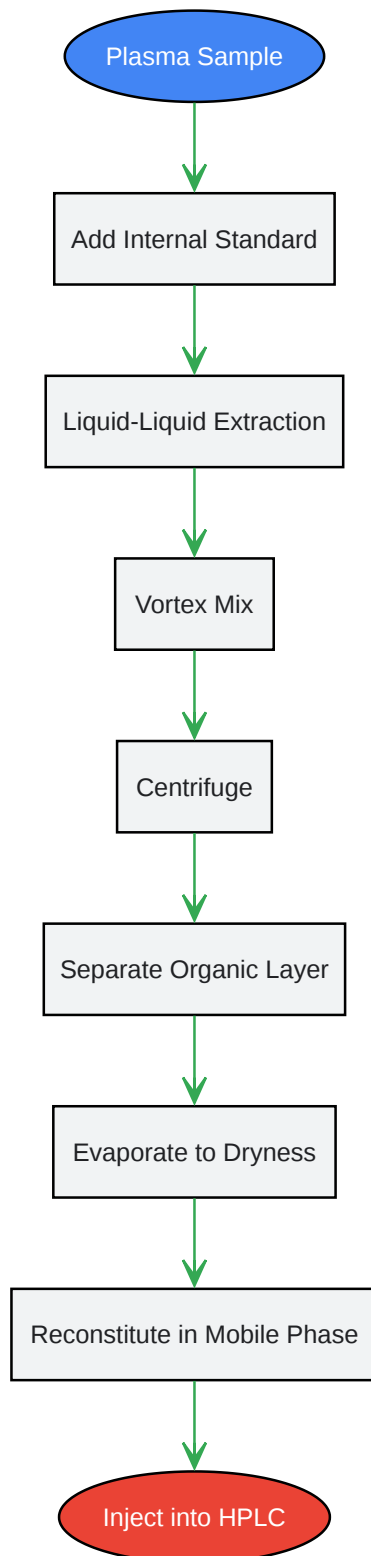 Plasma Sample
Add Internal Standard
Liquid-Liquid Extraction
Vortex Mix
Centrifuge
Separate Organic Layer
Evaporate to Dryness
Reconstitute in Mobile Phase
Inject into HPLC